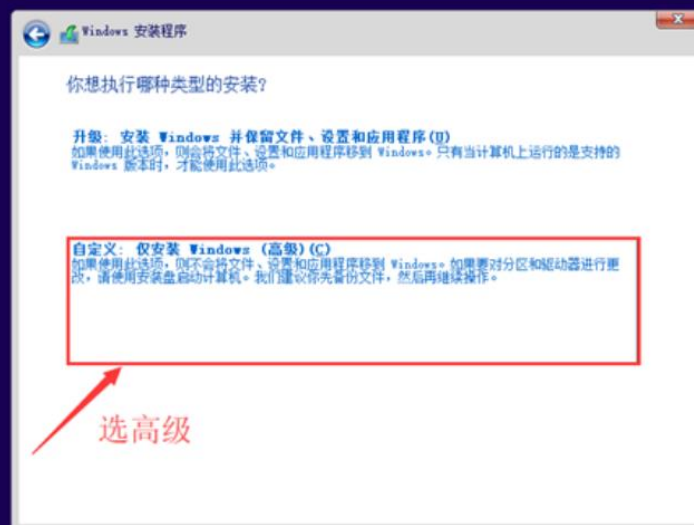 Windows 安装程序
你想执行哪种类型的安装?
升级: 安装 Windows 并保留文件、设置和应用程序(U)
如果使用此选项，则会将文件、设置和应用程序移到 Windows。只有当计算机上运行的是支持的
Windows 版本时，才能使用此选项。
自定义: 仅安装 Windows (高级)(C)
如果使用此选项，则不会将文件、设置和应用程序移到 Windows。如果要对分区和驱动器进行更
改，请使用安装盘启动计算机。我们建议你先备份文件，然后再继续操作。
选高级